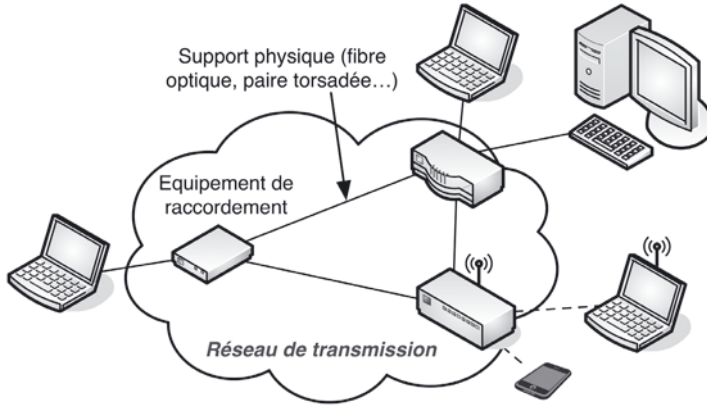 Support physique (fibre
optique, paire torsadée…)
Equipement de
raccordement
Réseau de transmission